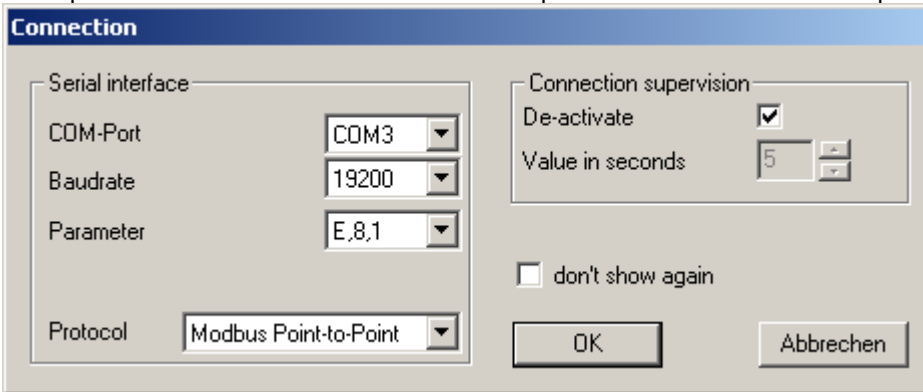 Connection
Serial interface
COM-Port
COM3
Baudrate
19200
Parameter
E,8,1
Protocol
Modbus Point-to-Point
Connection supervision
De-activate
Value in seconds
5
don't show again
OK
Abbrechen